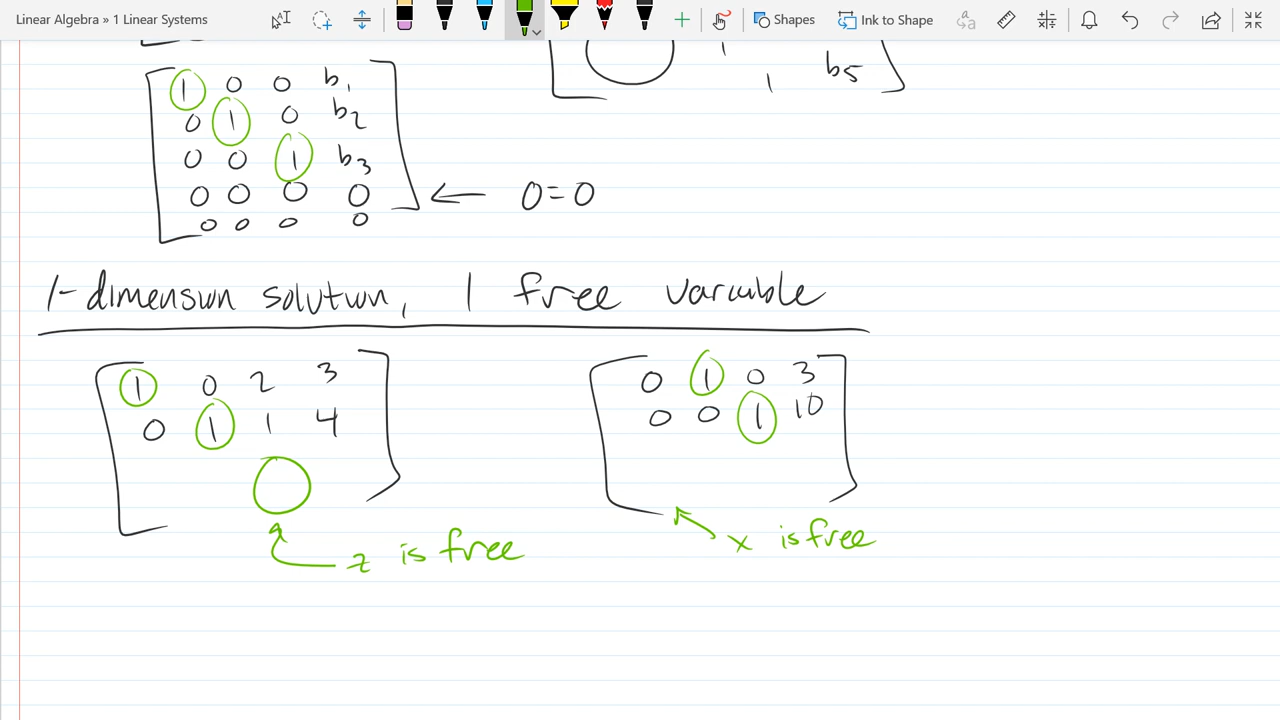 Linear Algebra » 1 Linear Systems
Shapes
Ink to Shape
b5
1 b5
1 0 0 b1
0 1 0 b2
0 0 1 b3
0 0 0 0 ← 0=0
0 0 0 0
1-dimension solution, 1 free variable
1 0 2 3
0 1 1 4
z is free
0 1 0 3
0 0 1 10
x is free